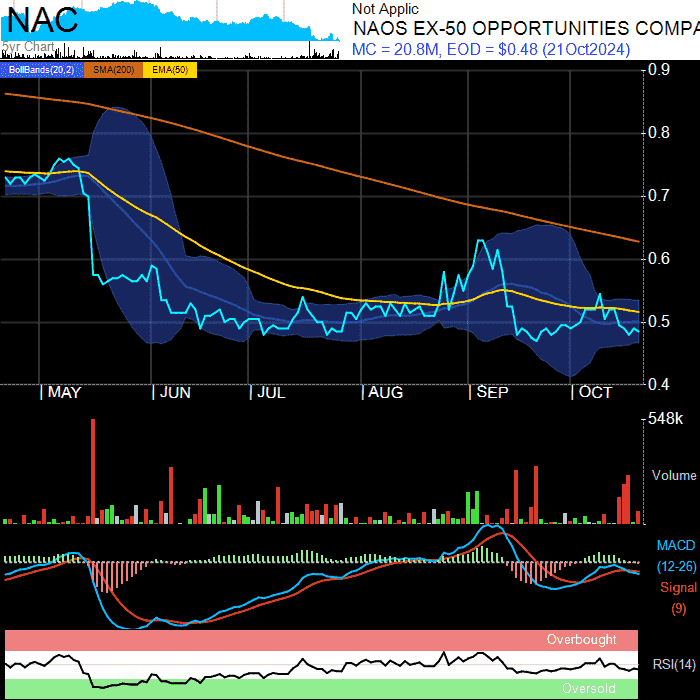 NAC
Not Applic
NAOS EX-50 OPPORTUNITIES COMPA
5yr Chart
MC = 20.8M, EOD = $0.48 (21Oct2024)
BollBands(20,2) SMA(200) EMA(50)
0.9
0.8
0.7
0.6
0.5
0.4
MAY JUN JUL AUG SEP OCT
548k
Volume
MACD
(12-26)
Signal
(9)
Overbought
RSI(14)
Oversold